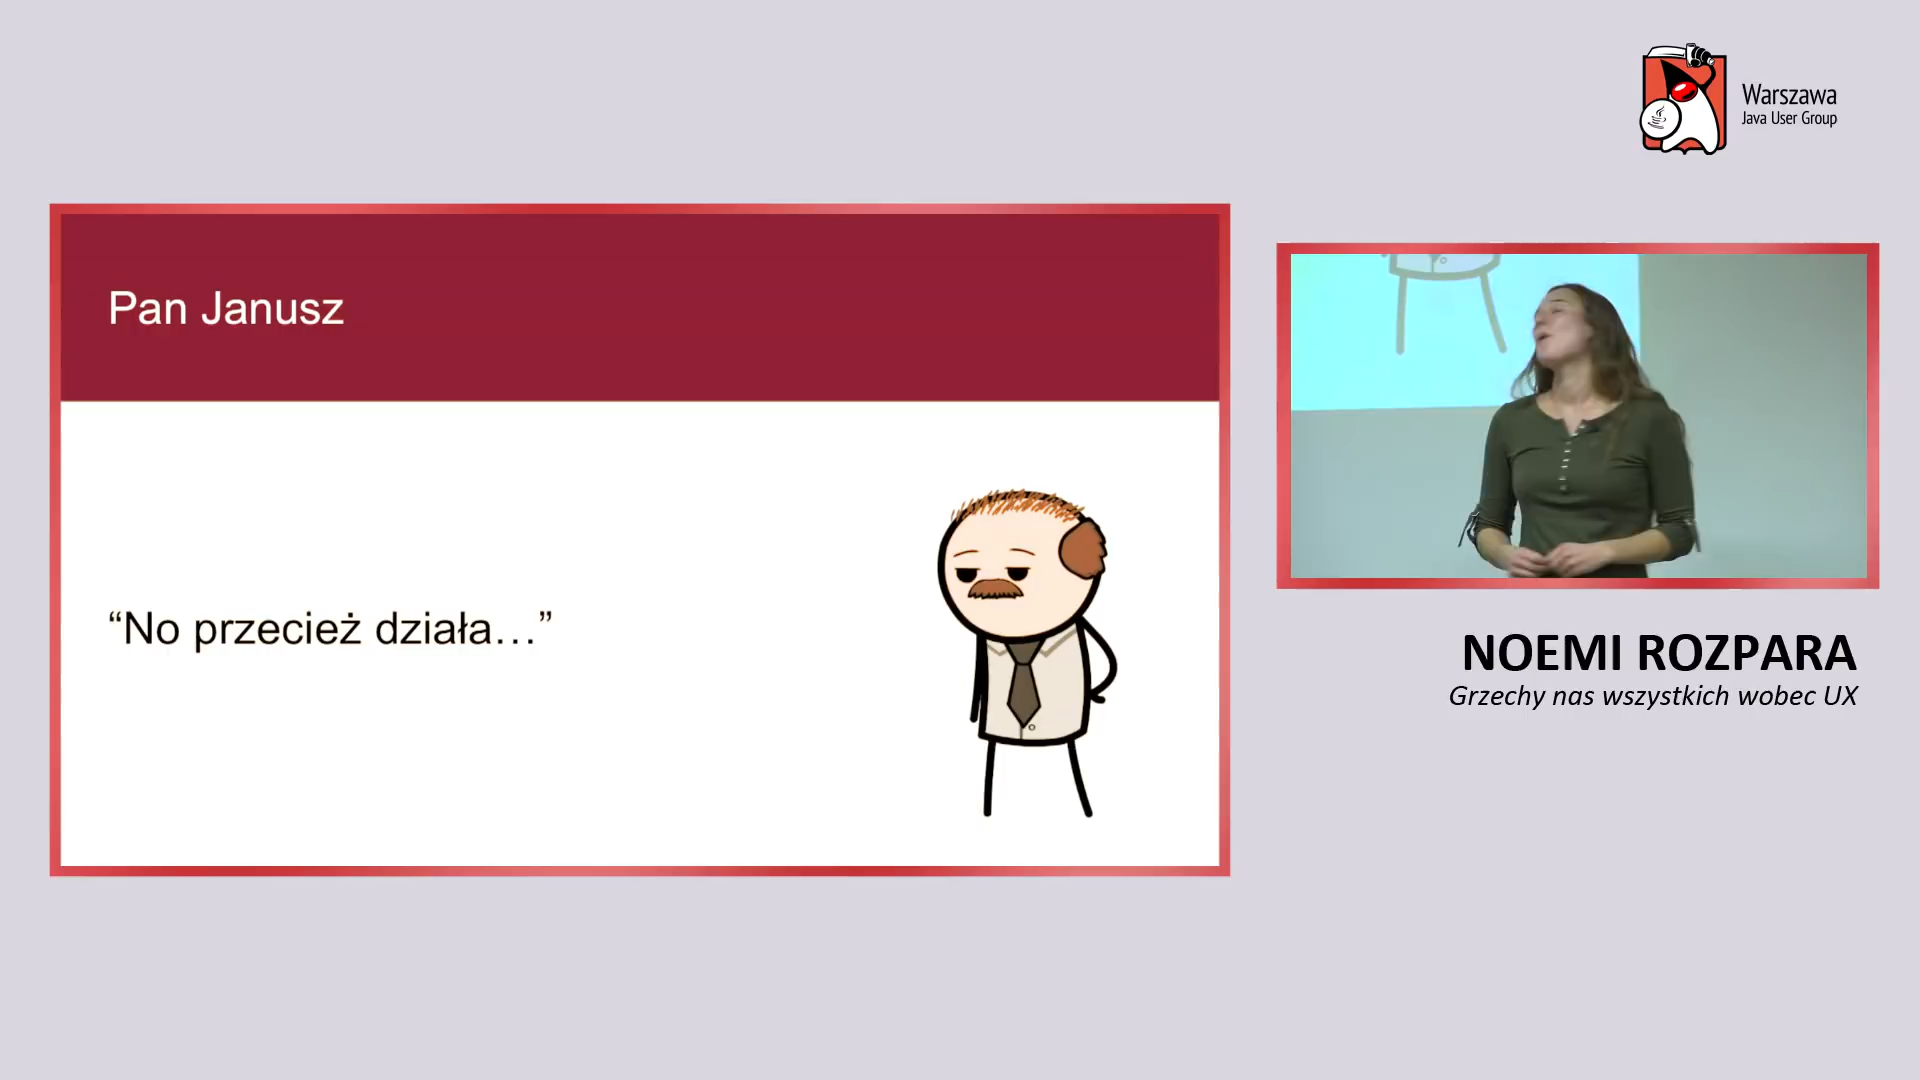 Warszawa
Java User Group
Pan Janusz
“No przecież działa…”
NOEMI ROZPARA
Grzechy nas wszystkich wobec UX